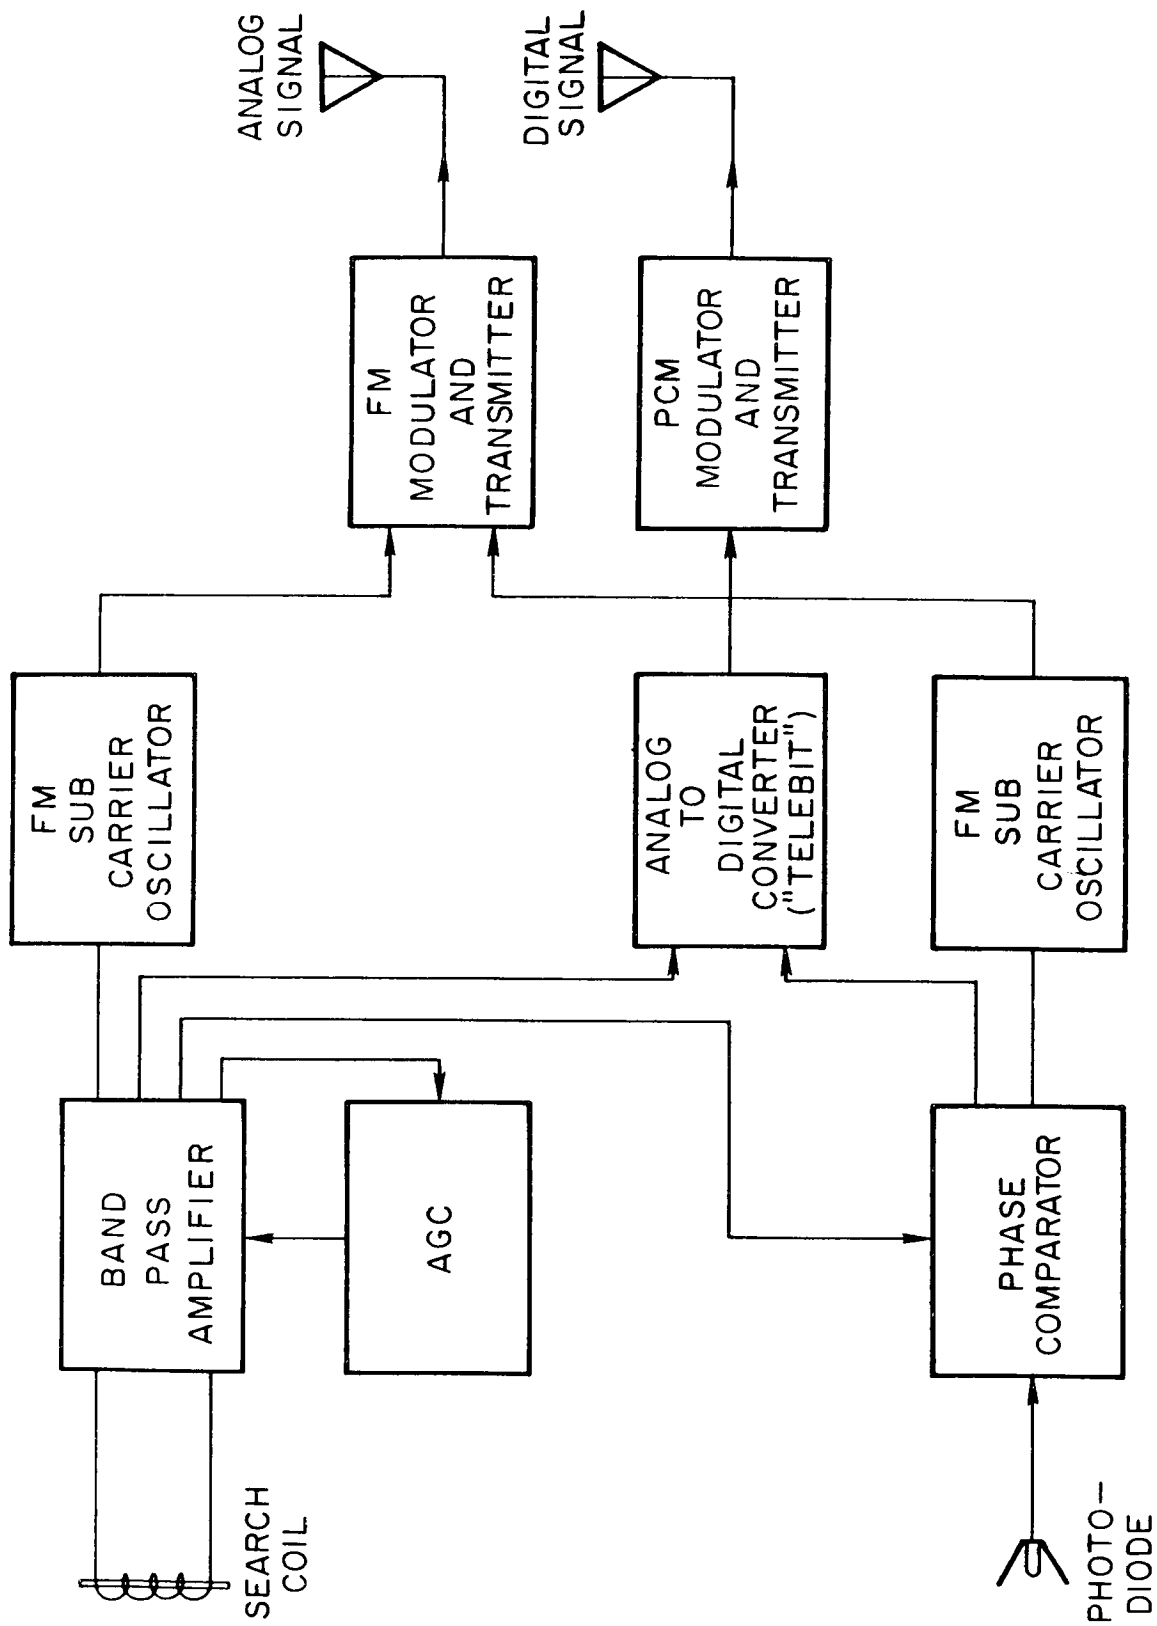 SEARCH
COIL
BAND
PASS
AMPLIFIER
FM
SUB
CARRIER
OSCILLATOR
AGC
FM
MODULATOR
AND
TRANSMITTER
ANALOG
SIGNAL
ANALOG
TO
DIGITAL
CONVERTER
("TELEBIT")
PCM
MODULATOR
AND
TRANSMITTER
DIGITAL
SIGNAL
PHOTO-
DIODE
PHASE
COMPARATOR
FM
SUB
CARRIER
OSCILLATOR